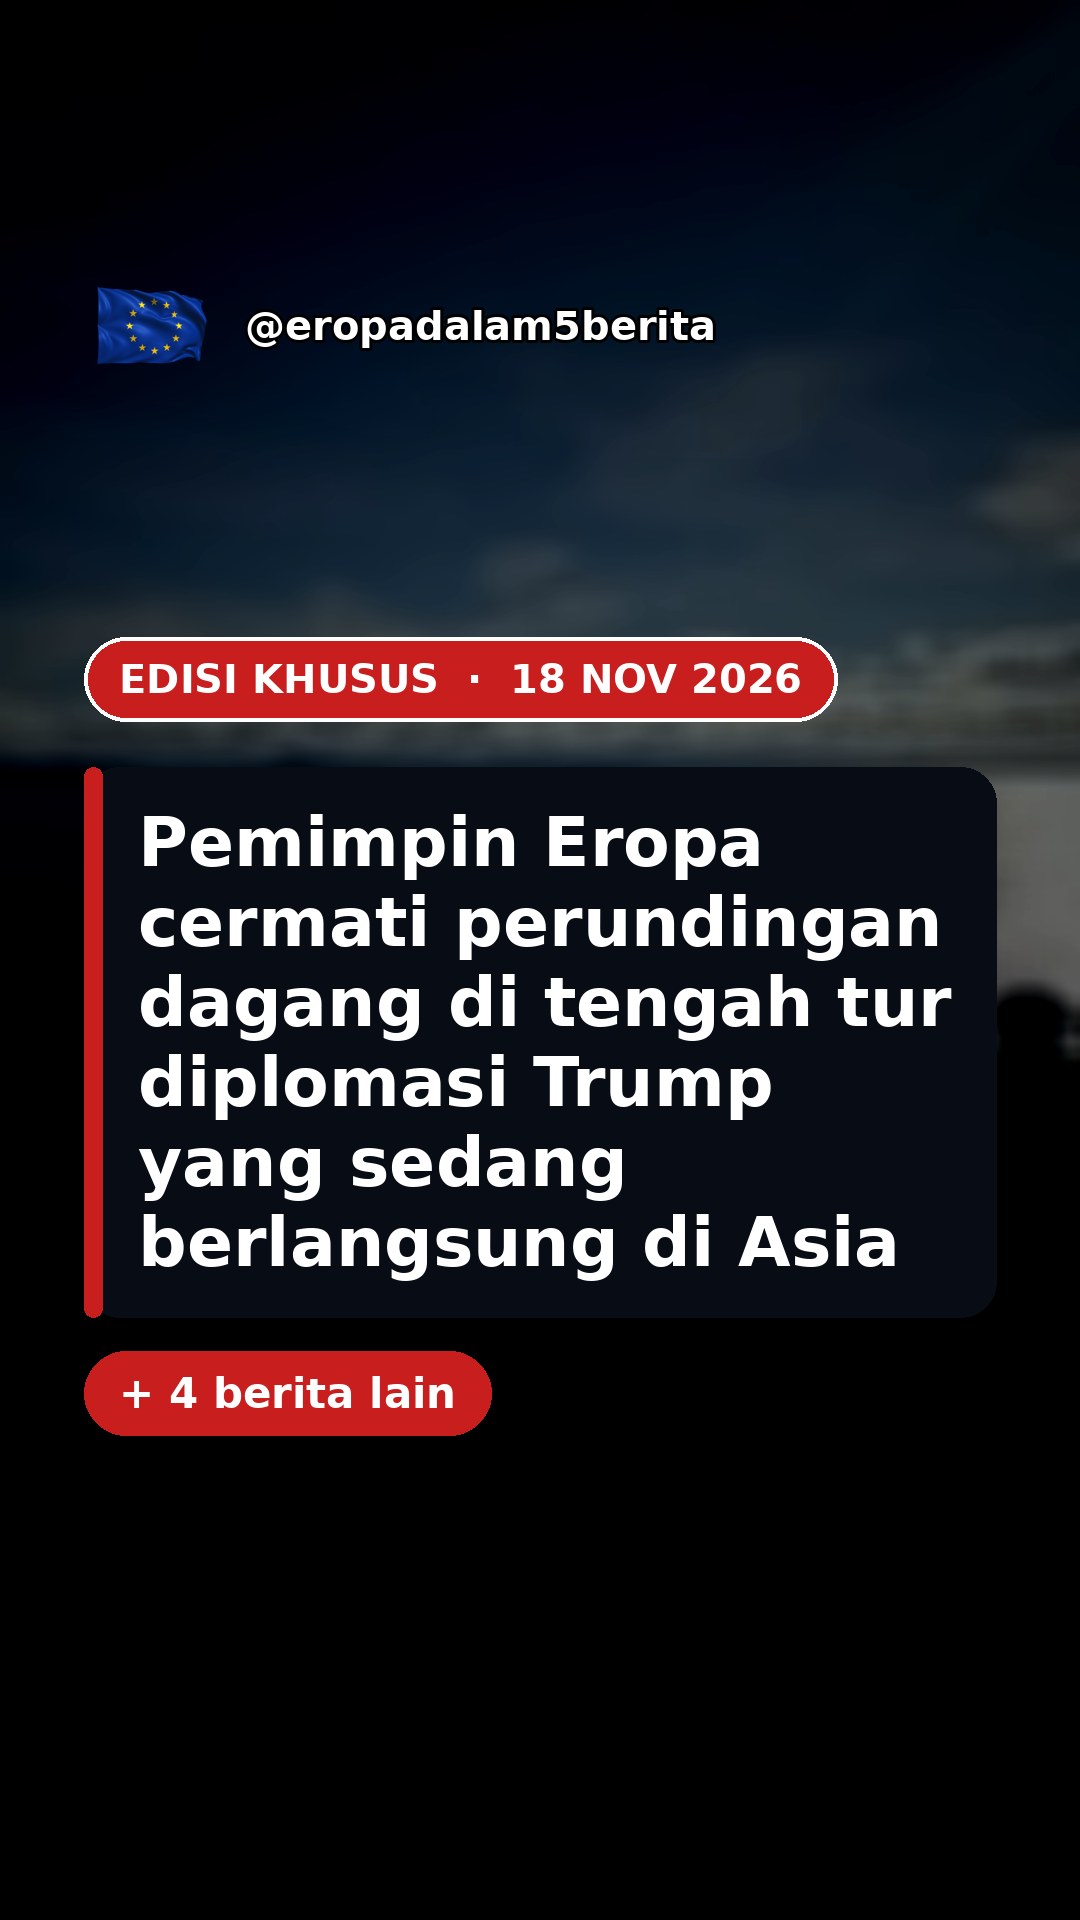 @eropadalam5berita
EDISI KHUSUS · 18 NOV 2026
Pemimpin Eropa
cermati perundingan
dagang di tengah tur
diplomasi Trump
yang sedang
berlangsung di Asia
+ 4 berita lain